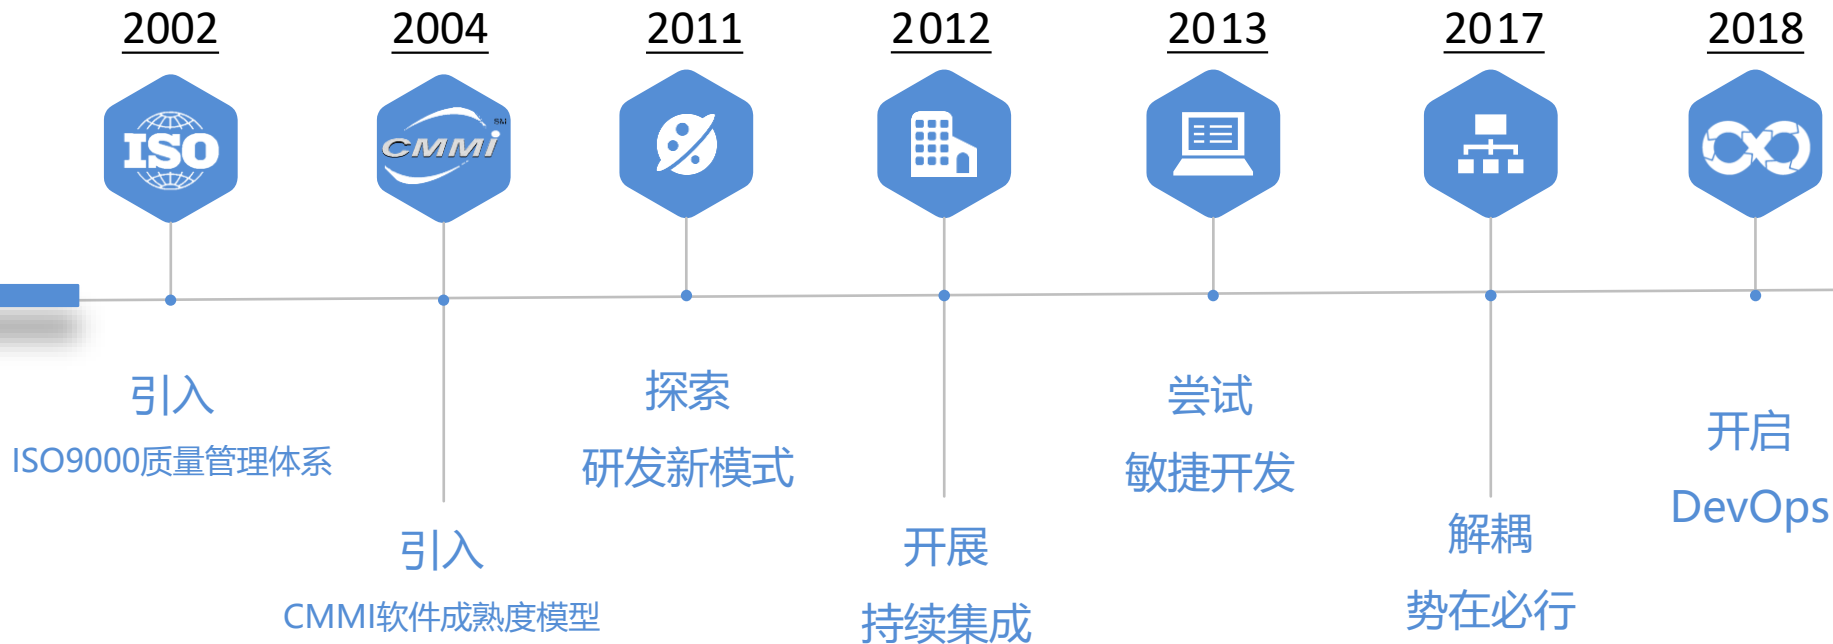 2002
2004
2011
2012
2013
2017
2018
ISO
CMMI
SM
引入
ISO9000质量管理体系
引入
CMMI软件成熟度模型
探索
研发新模式
开展
持续集成
尝试
敏捷开发
解耦
势在必行
开启
DevOps